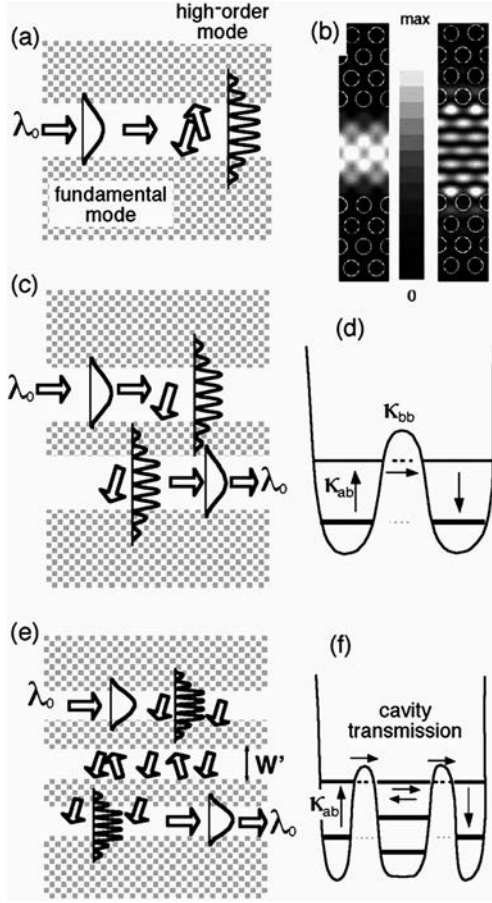 (a)
high-order
mode
λ₀
fundamental
mode
(b)
max
0
(c)
λ₀
λ₀
(d)
κbb
κab
(e)
λ₀
W'
λ₀
(f)
cavity
transmission
κab